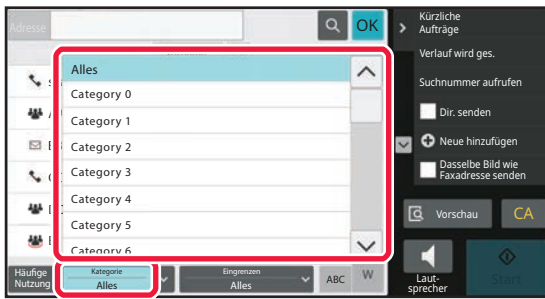 Adresse
OK
Alles
Category 0
Category 1
Category 2
Category 3
Category 4
Category 5
Category 6
Häufige
Nutzung
Kategorie
Alles
Eingrenzen
Alles
ABC
W
Kürzliche
Aufträge
Verlauf wird ges.
Suchnummer aufrufen
Dir. senden
Neue hinzufügen
Dasselbe Bild wie
Faxadresse senden
Vorschau
CA
Laut-
sprecher
Start